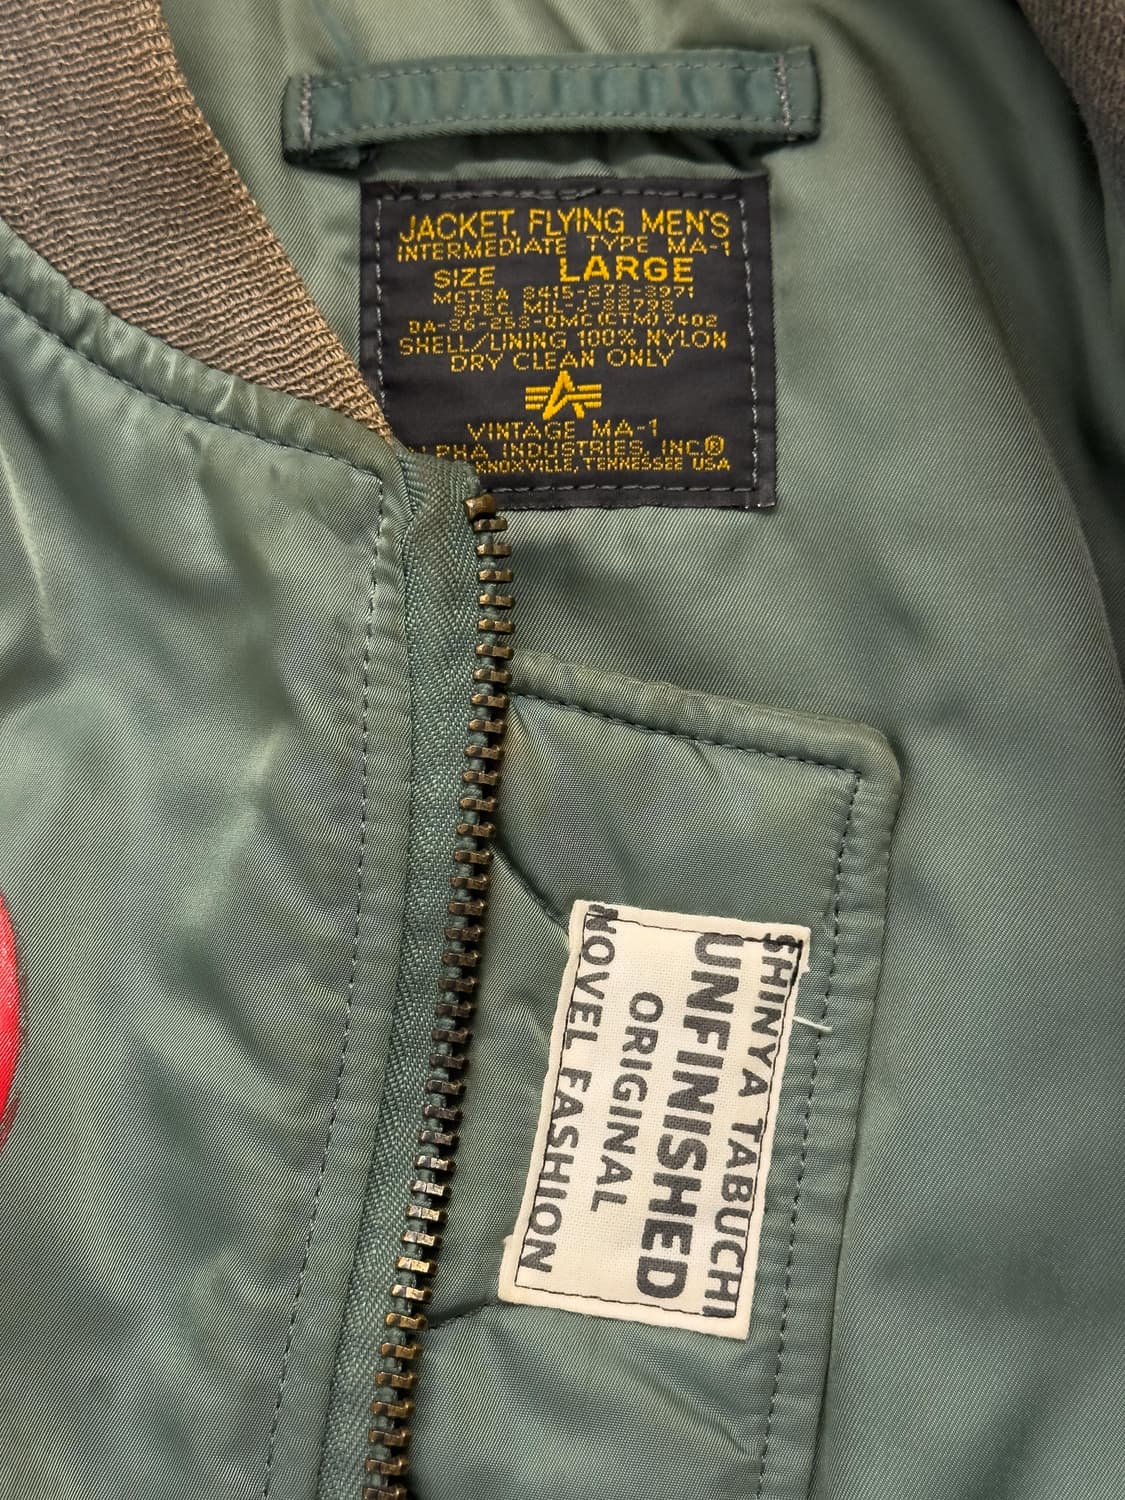 JACKET, FLYING MEN'S
INTERMEDIATE TYPE MA-1
SIZE LARGE
MCTSA 8415-273-3971
SPEC MIL-J-22795
DA-36-253-QMC(CTM)7402
SHELL/LINING 100% NYLON
DRY CLEAN ONLY
VINTAGE MA-1
ALPHA INDUSTRIES, INC®
KNOXVILLE, TENNESSEE USA
SHINYA TABUCHI
UNFINISHED
ORIGINAL
NOVEL FASHION